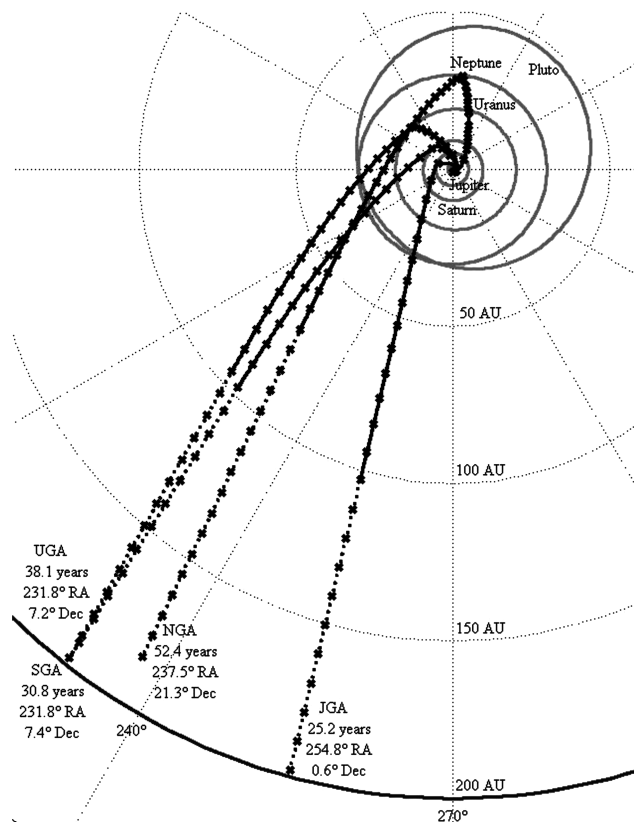 Neptune
Pluto
Uranus
Jupiter
Saturn
50 AU
100 AU
UGA
38.1 years
231.8° RA
7.2° Dec
150 AU
NGA
52.4 years
237.5° RA
21.3° Dec
SGA
30.8 years
231.8° RA
7.4° Dec
240°
JGA
25.2 years
254.8° RA
0.6° Dec
200 AU
270°